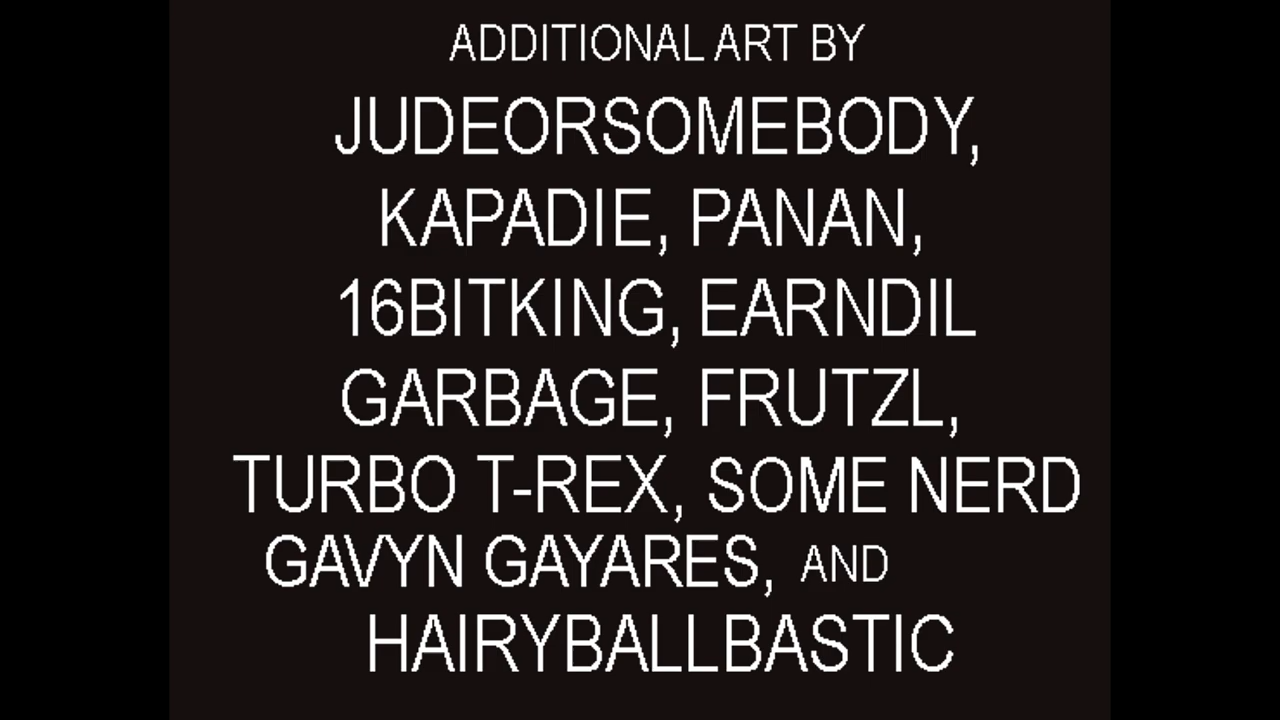 ADDITIONAL ART BY
JUDEORSOMEBODY,
KAPADIE, PANAN,
16BITKING, EARNDIL
GARBAGE, FRUTZL,
TURBO T-REX, SOME NERD
GAVYN GAYARES, AND
HAIRYBALLBASTIC